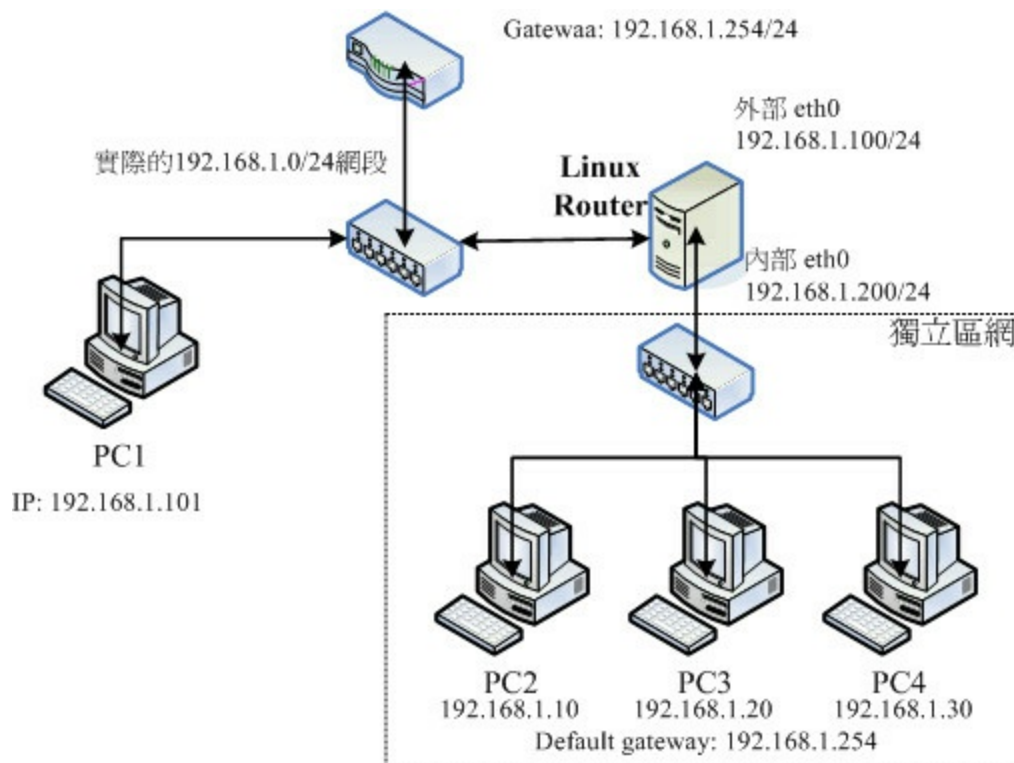 Gatewaa: 192.168.1.254/24
外部 eth0
192.168.1.100/24
實際的192.168.1.0/24網段
Linux
Router
內部 eth0
192.168.1.200/24
獨立區網
PC1
IP: 192.168.1.101
PC2
192.168.1.10
PC3
192.168.1.20
PC4
192.168.1.30
Default gateway: 192.168.1.254